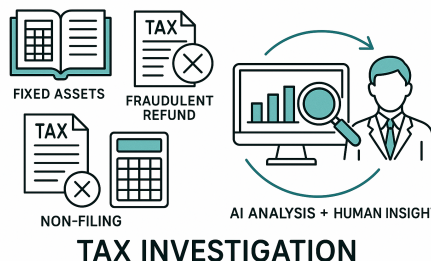 TAX
FIXED ASSETS
FRAUDULENT
REFUND
TAX
NON-FILING
AI ANALYSIS + HUMAN INSIGH
TAX INVESTIGATION